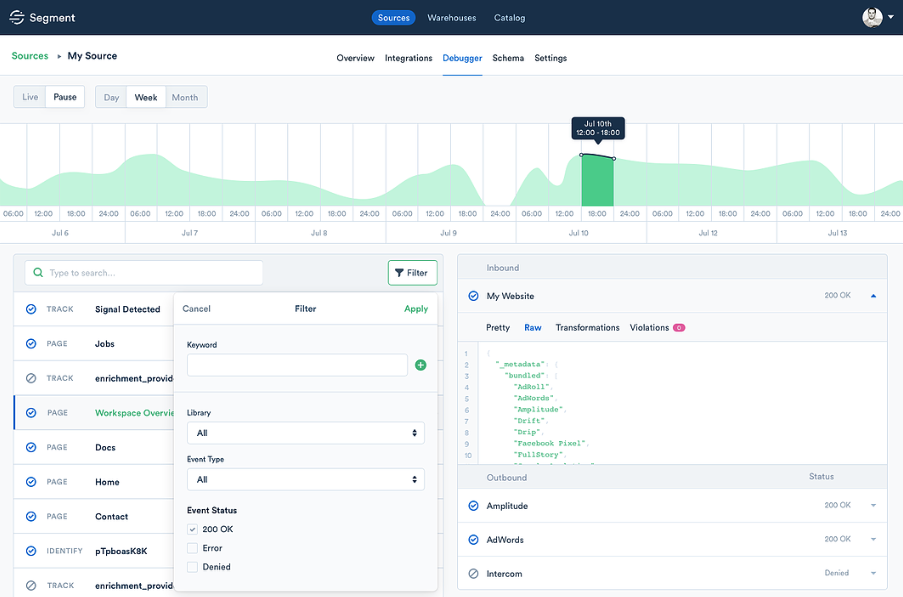 Segment
Sources Warehouses Catalog
Sources ▸ My Source
Overview Integrations Debugger Schema Settings
Live Pause Day Week Month
Jul 10th
12:00 - 18:00
06:00 12:00 18:00 24:00 06:00 12:00 18:00 24:00 06:00 12:00 18:00 24:00 06:00 12:00 18:00 24:00 06:00 12:00 18:00 24:00 06:00 12:00 18:00 24:00 06:00 12:00 18:00 24:00
Jul 6 Jul 7 Jul 8 Jul 9 Jul 10 Jul 12 Jul 13
Type to search...
Filter
TRACK Signal Detected
PAGE Jobs
TRACK enrichment_provid
PAGE Workspace Overvie
PAGE Docs
PAGE Home
PAGE Contact
IDENTIFY pTpboasK8K
TRACK enrichment_provid
Cancel Filter Apply
Keyword
Library
All
Event Type
All
Event Status
200 OK
Error
Denied
Inbound
My Website 200 OK
Pretty Raw Transformations Violations 0
1 {
2 "_metadata": {
3 "bundled": [
4 "AdRoll",
5 "AdWords",
6 "Amplitude",
7 "Drift",
8 "Drip",
9 "Facebook Pixel",
10 "FullStory",
Outbound Status
Amplitude 200 OK
AdWords 200 OK
Intercom Denied